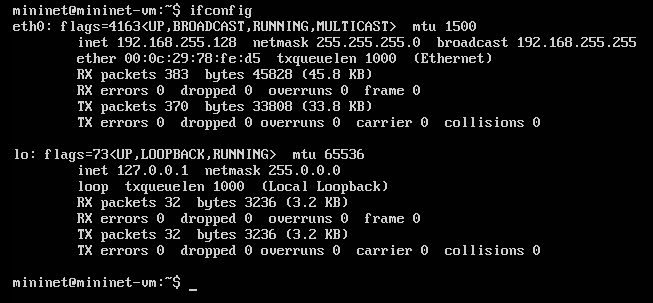 mininet@mininet-vm:~$ ifconfig
eth0: flags=4163<UP,BROADCAST,RUNNING,MULTICAST>  mtu 1500
        inet 192.168.255.128  netmask 255.255.255.0  broadcast 192.168.255.255
        ether 00:0c:29:78:fe:d5  txqueuelen 1000  (Ethernet)
        RX packets 383  bytes 45828 (45.8 KB)
        RX errors 0  dropped 0  overruns 0  frame 0
        TX packets 370  bytes 33808 (33.8 KB)
        TX errors 0  dropped 0 overruns 0  carrier 0  collisions 0
lo: flags=73<UP,LOOPBACK,RUNNING>  mtu 65536
        inet 127.0.0.1  netmask 255.0.0.0
        loop  txqueuelen 1000  (Local Loopback)
        RX packets 32  bytes 3236 (3.2 KB)
        RX errors 0  dropped 0  overruns 0  frame 0
        TX packets 32  bytes 3236 (3.2 KB)
        TX errors 0  dropped 0 overruns 0  carrier 0  collisions 0
mininet@mininet-vm:~$ _